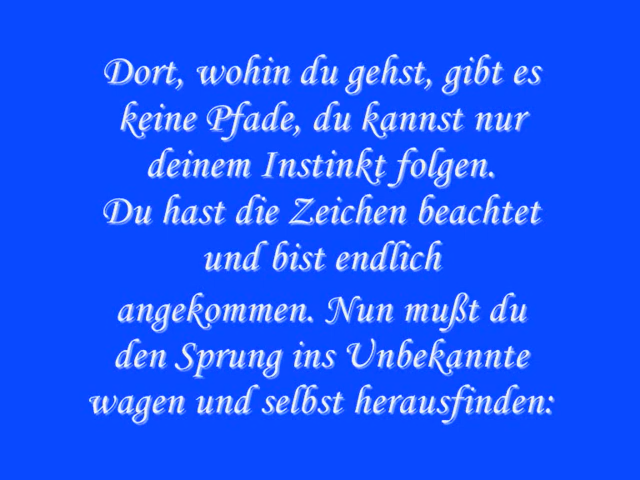 Dort, wohin du gehst, gibt es
keine Pfade, du kannst nur
deinem Instinkt folgen.
Du hast die Zeichen beachtet
und bist endlich
angekommen. Nun mußt du
den Sprung ins Unbekannte
wagen und selbst herausfinden: